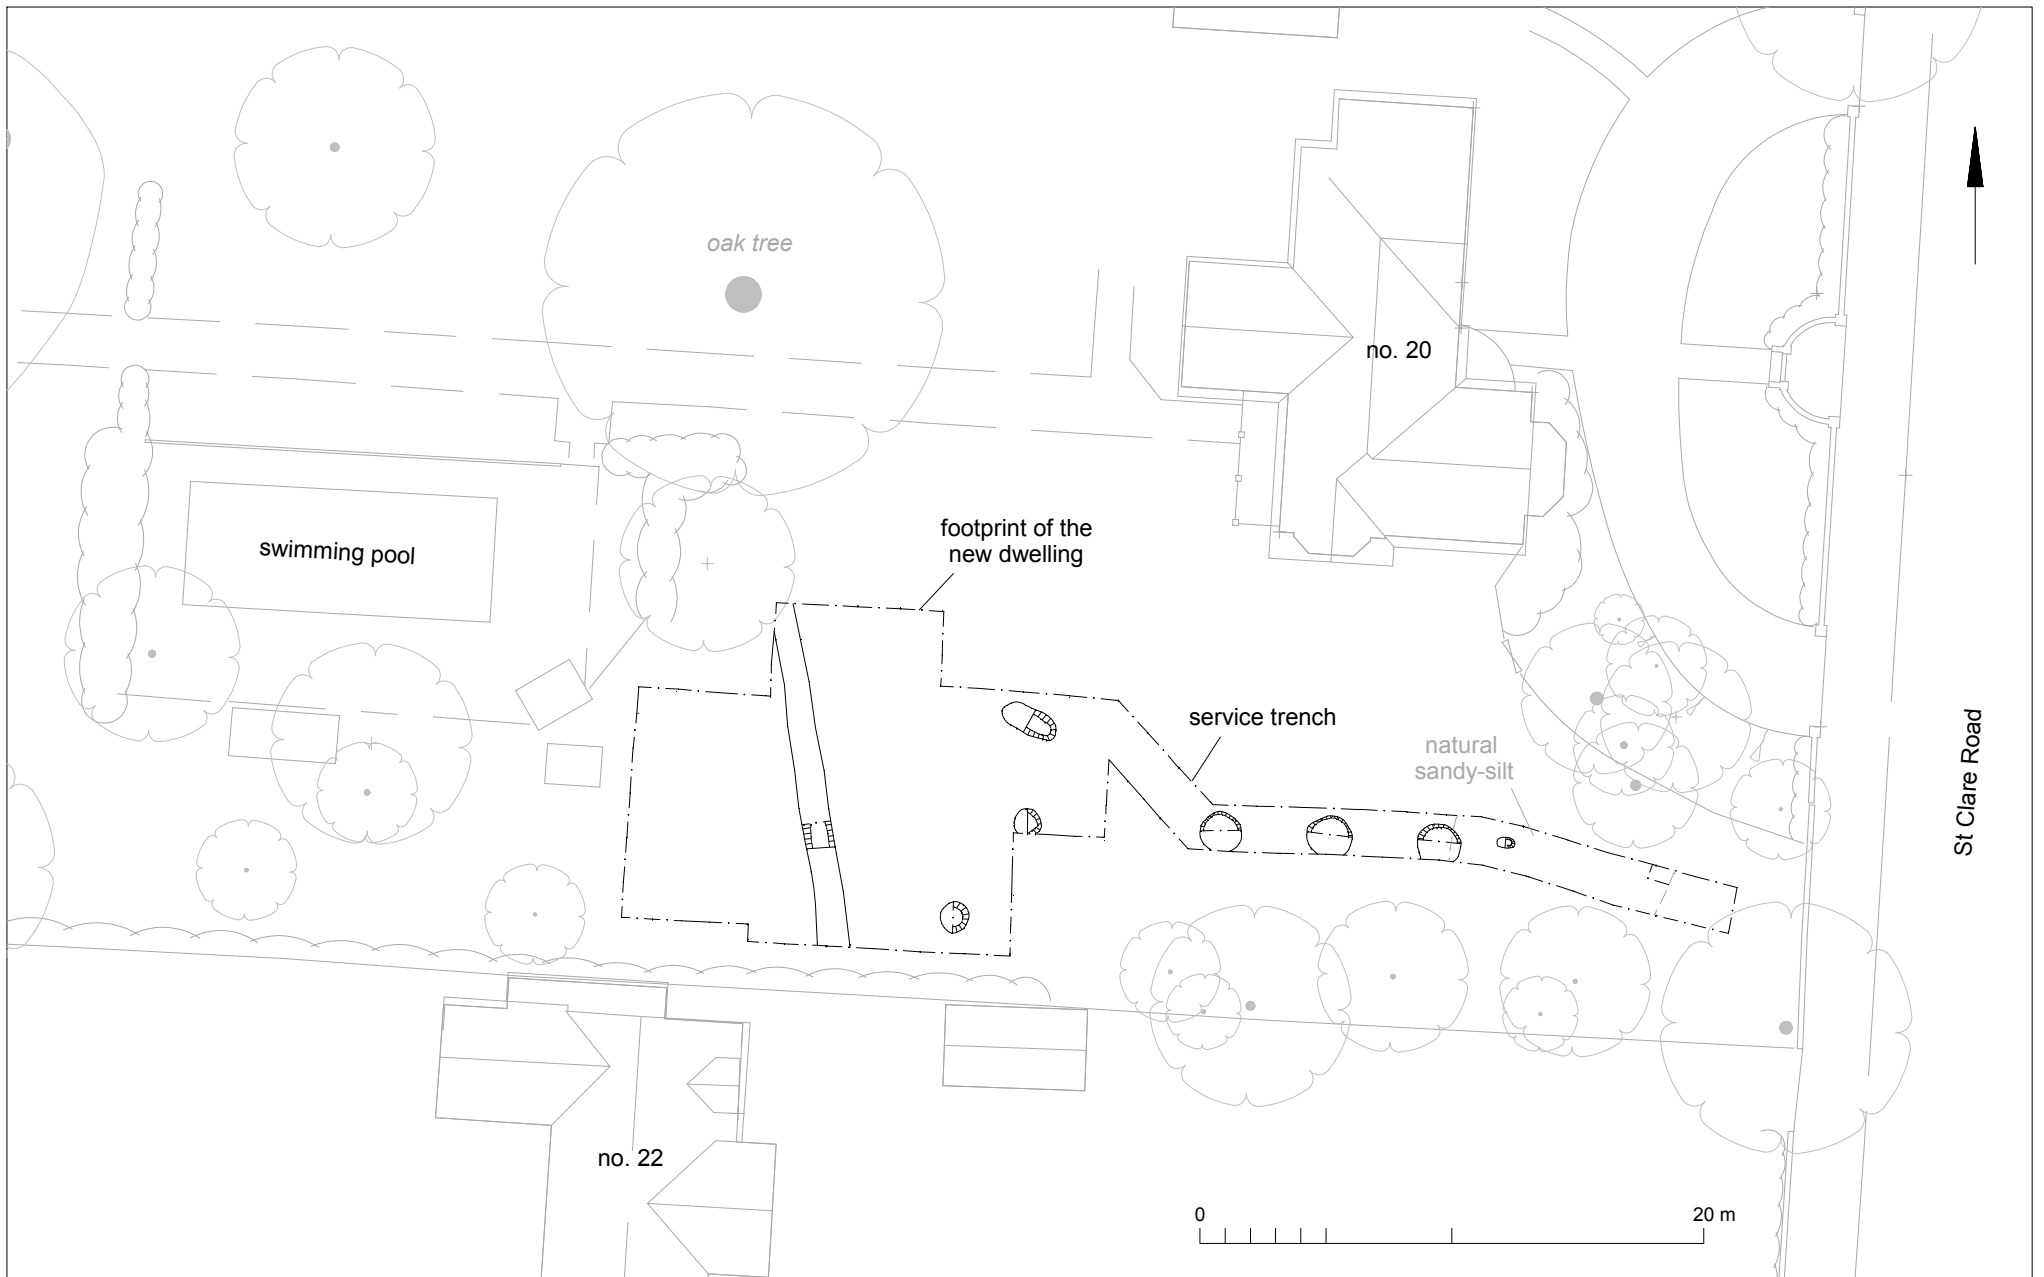 oak tree
no. 20
footprint of the
new dwelling
swimming pool
service trench
natural
sandy-silt
St Clare Road
no. 22
0
20 m